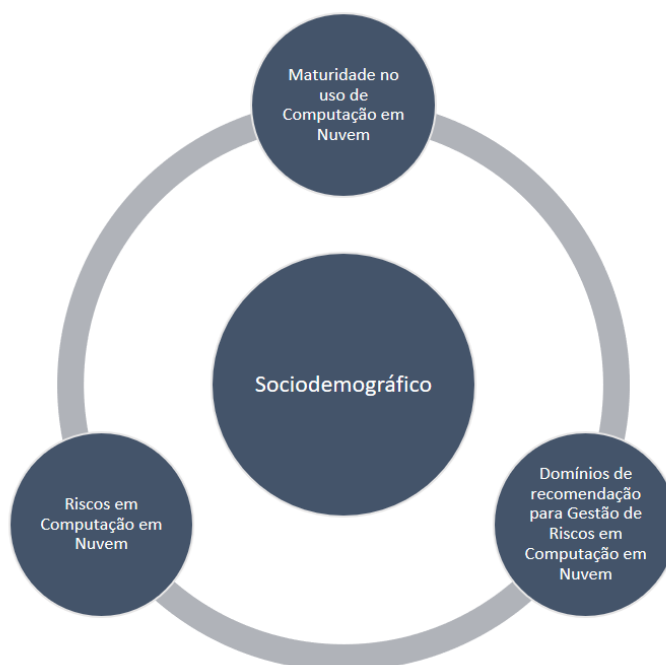 Maturidade no
uso de
Computação em
Nuvem
Sociodemográfico
Riscos em
Computação em
Nuvem
Domínios de
recomendação
para Gestão de
Riscos em
Computação em
Nuvem